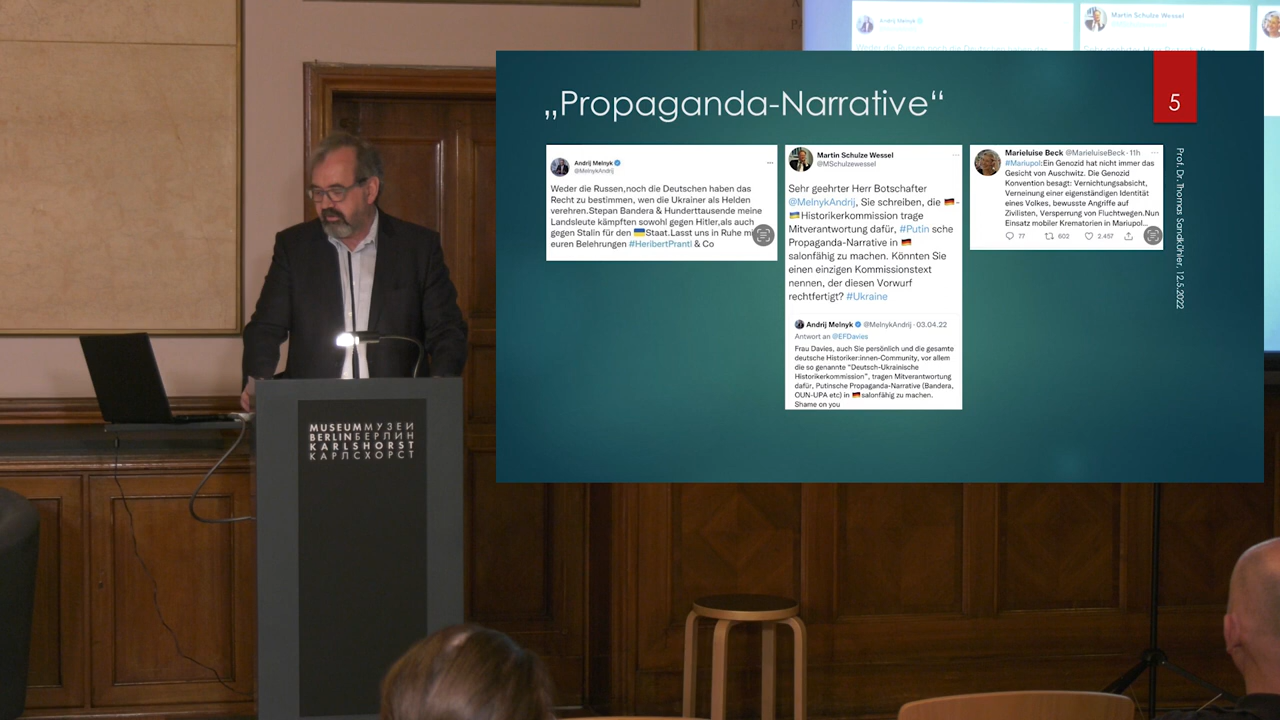 Andrij Melnyk
Martin Schulze Wessel
„Propaganda-Narrative“
5
Andrij Melnyk
@MelnykAndrij
Weder die Russen,noch die Deutschen haben das
Recht zu bestimmen, wen die Ukrainer als Helden
verehren.Stepan Bandera & Hunderttausende meine
Landsleute kämpften sowohl gegen Hitler,als auch
gegen Stalin für den 🇺🇦Staat.Lasst uns in Ruhe mi
euren Belehrungen #HeribertPrantl & Co
Martin Schulze Wessel
@MSchulzewessel
Sehr geehrter Herr Botschafter
@MelnykAndrij, Sie schreiben, die 🇩🇪-
🇺🇦Historikerkommission trage
Mitverantwortung dafür, #Putin sche
Propaganda-Narrative in 🇩🇪
salonfähig zu machen. Könnten Sie
einen einzigen Kommissionstext
nennen, der diesen Vorwurf
rechtfertigt? #Ukraine
Andrij Melnyk @MelnykAndrij · 03.04.22
Antwort an @EFDavies
Frau Davies, auch Sie persönlich und die gesamte
deutsche Historiker:innen-Community, vor allem
die so genannte "Deutsch-Ukrainische
Historikerkommission", tragen Mitverantwortung
dafür, Putinsche Propaganda-Narrative (Bandera,
OUN-UPA etc) in 🇩🇪salonfähig zu machen.
Shame on you
Marieluise Beck @MarieluiseBeck · 11h
#Mariupol:Ein Genozid hat nicht immer das
Gesicht von Auschwitz. Die Genozid
Konvention besagt: Vernichtungsabsicht,
Verneinung einer eigenständigen Identität
eines Volkes, bewusste Angriffe auf
Zivilisten, Versperrung von Fluchtwegen.Nun
Einsatz mobiler Krematorien in Mariupol...
77 602 2.457
Prof. Dr. Thomas Sandkühler, 12.5.2022
MUSEUMМУЗЕЙ
BERLINБЕРЛИН
KARLSHORST
КАРЛСХОРСТ